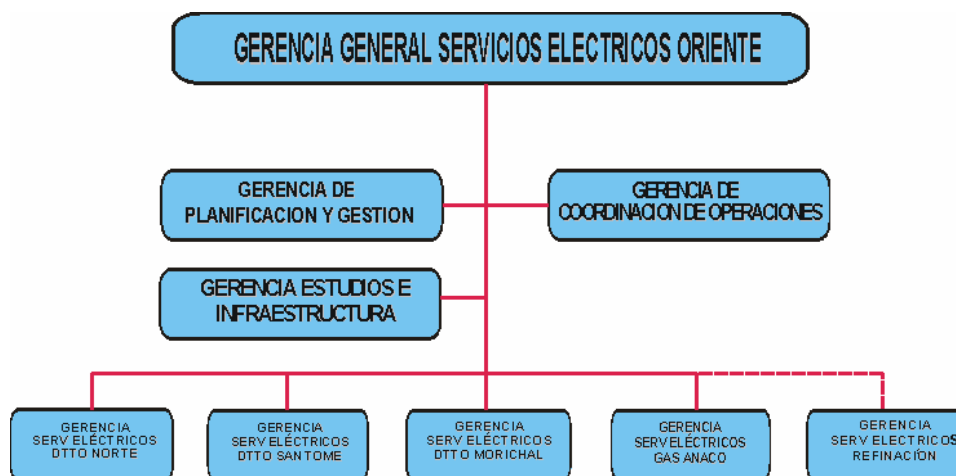 GERENCIA GENERAL SERVICIOS ELECTRICOS ORIENTE
GERENCIA DE
PLANIFICACION Y GESTION
GERENCIA DE
COORDINACION DE OPERACIONES
GERENCIA ESTUDIOS E
INFRAESTRUCTURA
GERENCIA
SERV ELÉCTRICOS
DTTO NORTE
GERENCIA
SERV ELÉCTRICOS
DTTO SAN TOME
GERENCIA
SERV ELÉCTRICOS
DTTO MORICHAL
GERENCIA
SERV ELÉCTRICOS
GAS ANACO
GERENCIA
SERV ELECTRICOS
REFINACIÓN